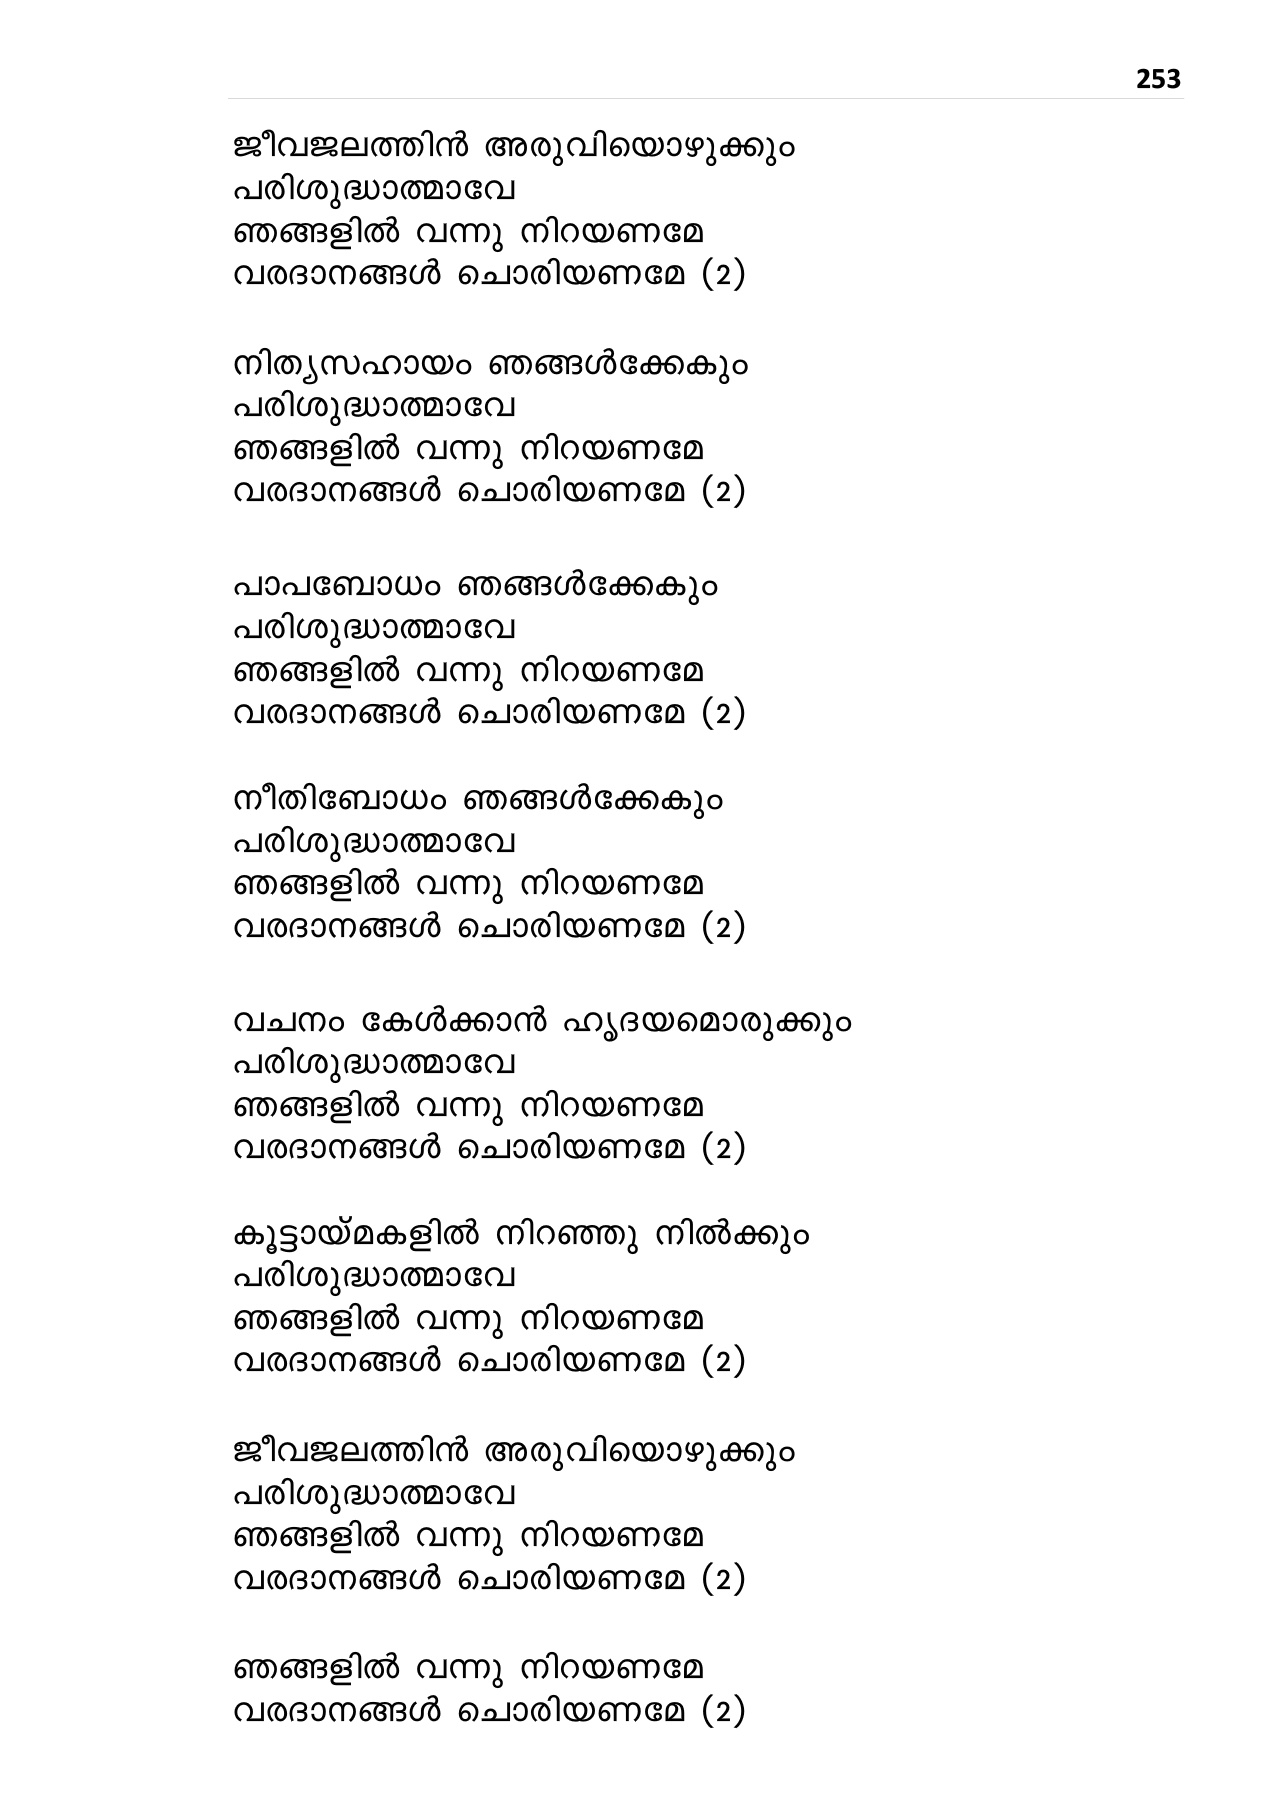 253
ജീവജലത്തിൻ അരുവിയൊഴുക്കും
പരിശുദ്ധാത്മാവേ
ഞങ്ങളിൽ വന്നു നിറയണമേ
വരദാനങ്ങൾ ചൊരിയണമേ (2)
നിത്യസഹായം ഞങ്ങൾക്കേകും
പരിശുദ്ധാത്മാവേ
ഞങ്ങളിൽ വന്നു നിറയണമേ
വരദാനങ്ങൾ ചൊരിയണമേ (2)
പാപബോധം ഞങ്ങൾക്കേകും
പരിശുദ്ധാത്മാവേ
ഞങ്ങളിൽ വന്നു നിറയണമേ
വരദാനങ്ങൾ ചൊരിയണമേ (2)
നീതിബോധം ഞങ്ങൾക്കേകും
പരിശുദ്ധാത്മാവേ
ഞങ്ങളിൽ വന്നു നിറയണമേ
വരദാനങ്ങൾ ചൊരിയണമേ (2)
വചനം കേൾക്കാൻ ഹൃദയമൊരുക്കും
പരിശുദ്ധാത്മാവേ
ഞങ്ങളിൽ വന്നു നിറയണമേ
വരദാനങ്ങൾ ചൊരിയണമേ (2)
കൂട്ടായ്മകളിൽ നിറഞ്ഞു നിൽക്കും
പരിശുദ്ധാത്മാവേ
ഞങ്ങളിൽ വന്നു നിറയണമേ
വരദാനങ്ങൾ ചൊരിയണമേ (2)
ജീവജലത്തിൻ അരുവിയൊഴുക്കും
പരിശുദ്ധാത്മാവേ
ഞങ്ങളിൽ വന്നു നിറയണമേ
വരദാനങ്ങൾ ചൊരിയണമേ (2)
ഞങ്ങളിൽ വന്നു നിറയണമേ
വരദാനങ്ങൾ ചൊരിയണമേ (2)